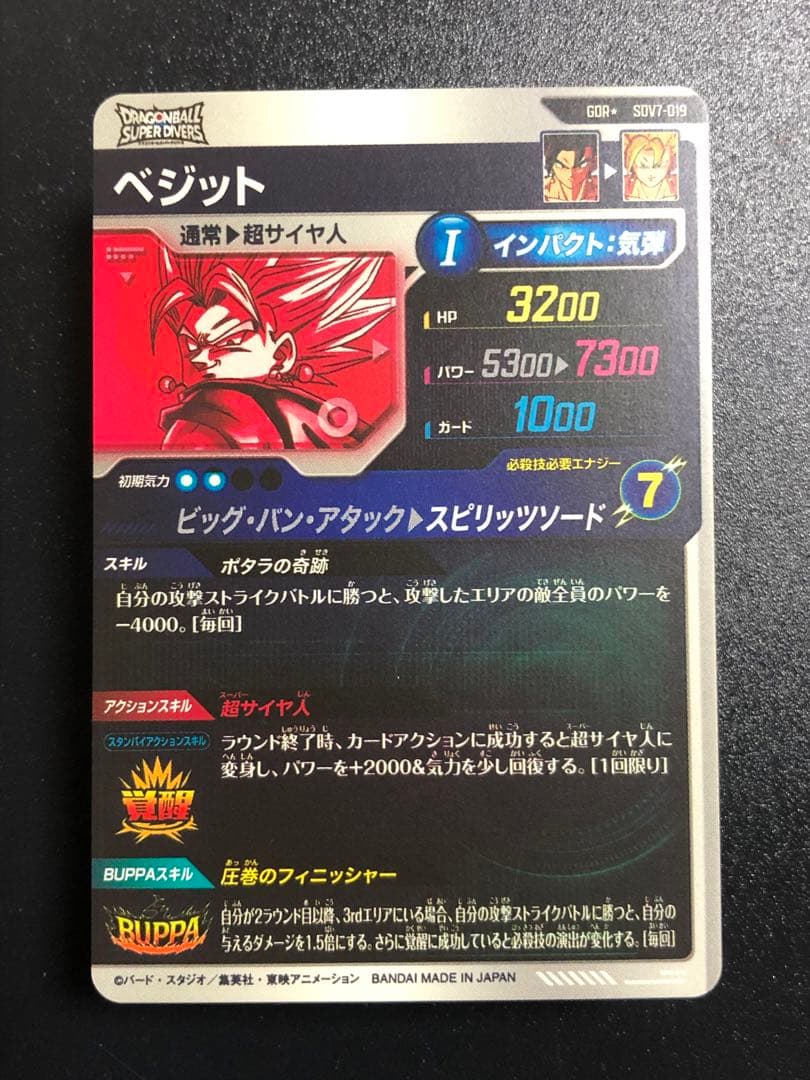 DRAGONBALL
SUPER DIVERS
GDR★ SDV7-019
ベジット
通常▶超サイヤ人
I インパクト:気弾
HP 3200
パワー 5300▶7300
ガード 1000
初期気力
必殺技必要エナジー
7
ビッグ・バン・アタック▶スピリッツソード
スキル ポタラの奇跡
自分の攻撃ストライクバトルに勝つと、攻撃したエリアの敵全員のパワーを
-4000。[毎回]
アクションスキル 超サイヤ人
スタンバイアクションスキル
ラウンド終了時、カードアクションに成功すると超サイヤ人に
変身し、パワーを+2000&気力を少し回復する。[1回限り]
覚醒
BUPPAスキル 圧巻のフィニッシャー
BUPPA
自分が2ラウンド目以降、3rdエリアにいる場合、自分の攻撃ストライクバトルに勝つと、自分の
与えるダメージを1.5倍にする。さらに覚醒に成功していると必殺技の演出が変化する。[毎回]
©バード・スタジオ/集英社・東映アニメーション BANDAI MADE IN JAPAN